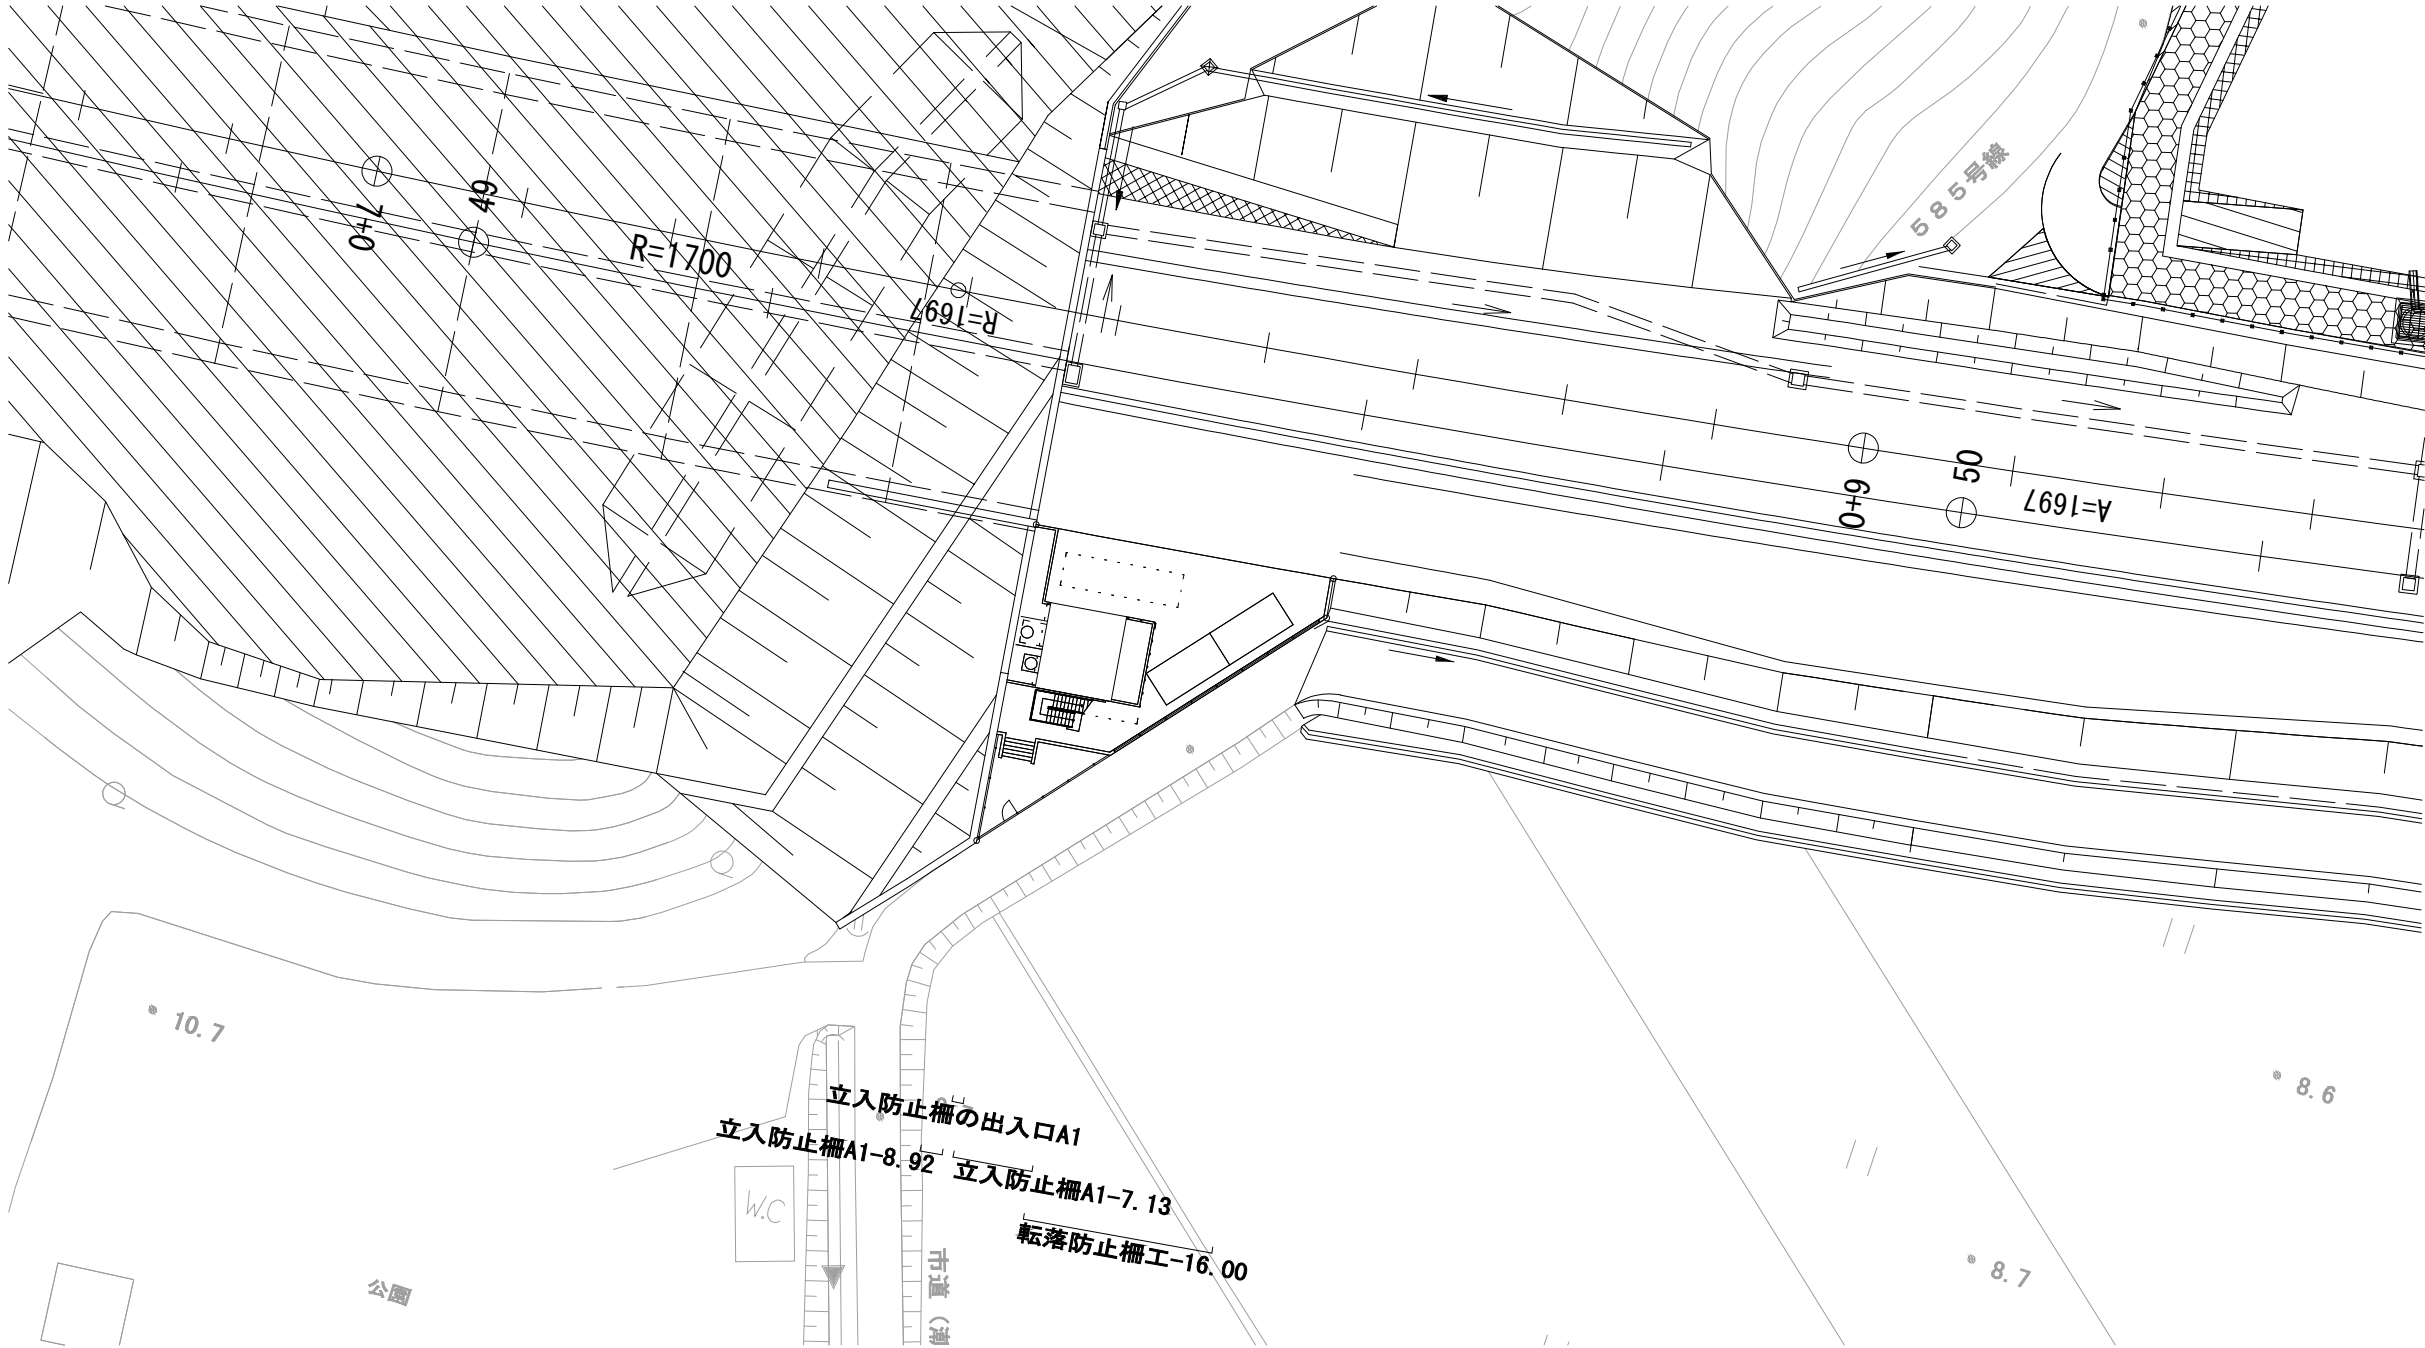 585号線
49
0+7
R=1700
R=1697
50
0+9
A=1697
10.7
8.6
立入防止柵の出入口A1
立入防止柵A1-8.92
立入防止柵A1-7.13
転落防止柵工-16.00
W.C
8.7
公園
市道（潮